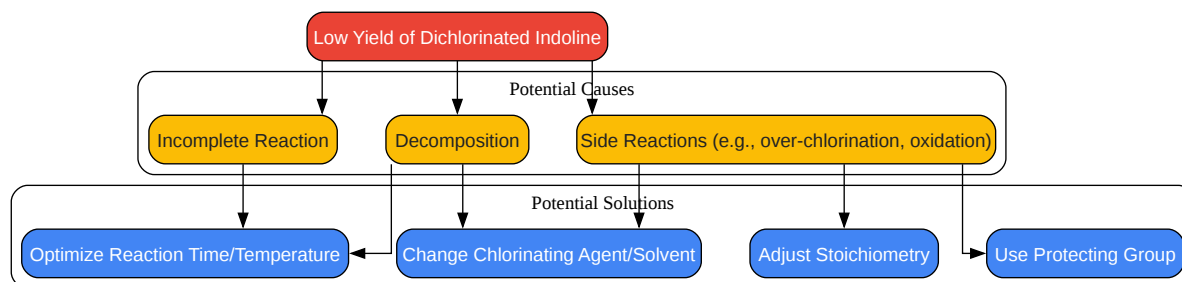 Low Yield of Dichlorinated Indoline
Potential Causes
Incomplete Reaction
Decomposition
Side Reactions (e.g., over-chlorination, oxidation)
Potential Solutions
Optimize Reaction Time/Temperature
Change Chlorinating Agent/Solvent
Adjust Stoichiometry
Use Protecting Group